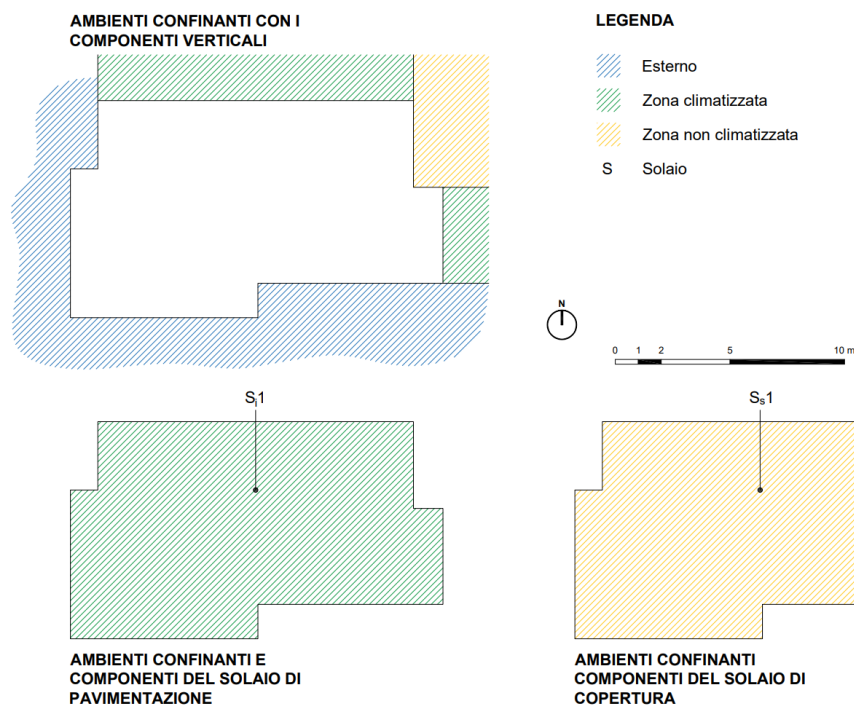 AMBIENTI CONFINANTI CON I
COMPONENTI VERTICALI
LEGENDA
Esterno
Zona climatizzata
Zona non climatizzata
S Solaio
N
0 1 2 5 10 m
Si1
Ss1
AMBIENTI CONFINANTI E
COMPONENTI DEL SOLAIO DI
PAVIMENTAZIONE
AMBIENTI CONFINANTI
COMPONENTI DEL SOLAIO DI
COPERTURA